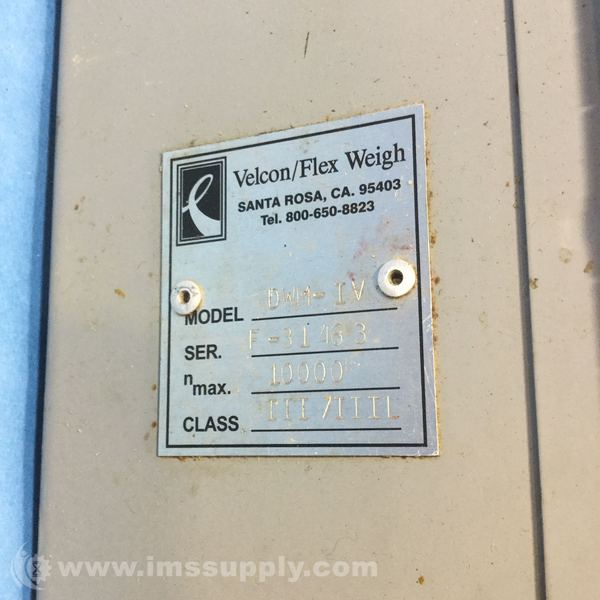 Velcon/Flex Weigh
SANTA ROSA, CA. 95403
Tel. 800-650-8823
MODEL DWM-IV
SER. F-31463
nmax. 10000
CLASS III/IIIL
www.imssupply.com